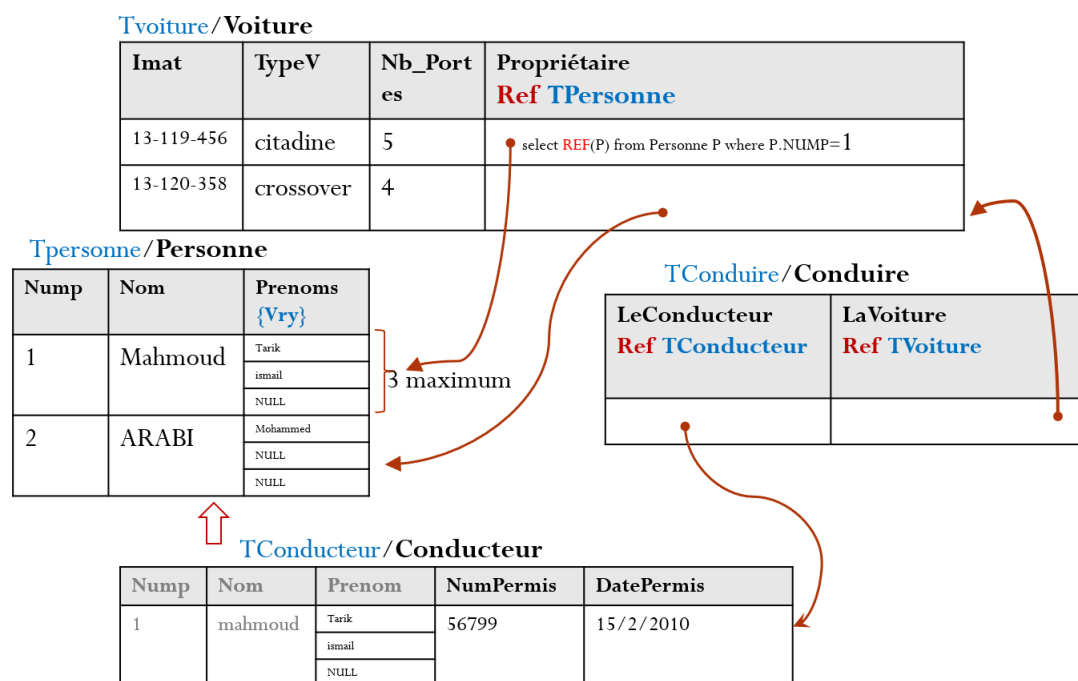 Tvoiture/Voiture
Imat TypeV Nb_Port Propriétaire
es Ref TPersonne
13-119-456 citadine 5 select REF(P) from Personne P where P.NUMP=1
13-120-358 crossover 4
Tpersonne/Personne
Nump Nom Prenoms
{Vry}
1 Mahmoud Tarik
ismail
NULL
3 maximum
2 ARABI Mohammed
NULL
NULL
TConduire/Conduire
LeConducteur LaVoiture
Ref TConducteur Ref TVoiture
TConducteur/Conducteur
Nump Nom Prenom NumPermis DatePermis
1 mahmoud Tarik 56799 15/2/2010
ismail
NULL